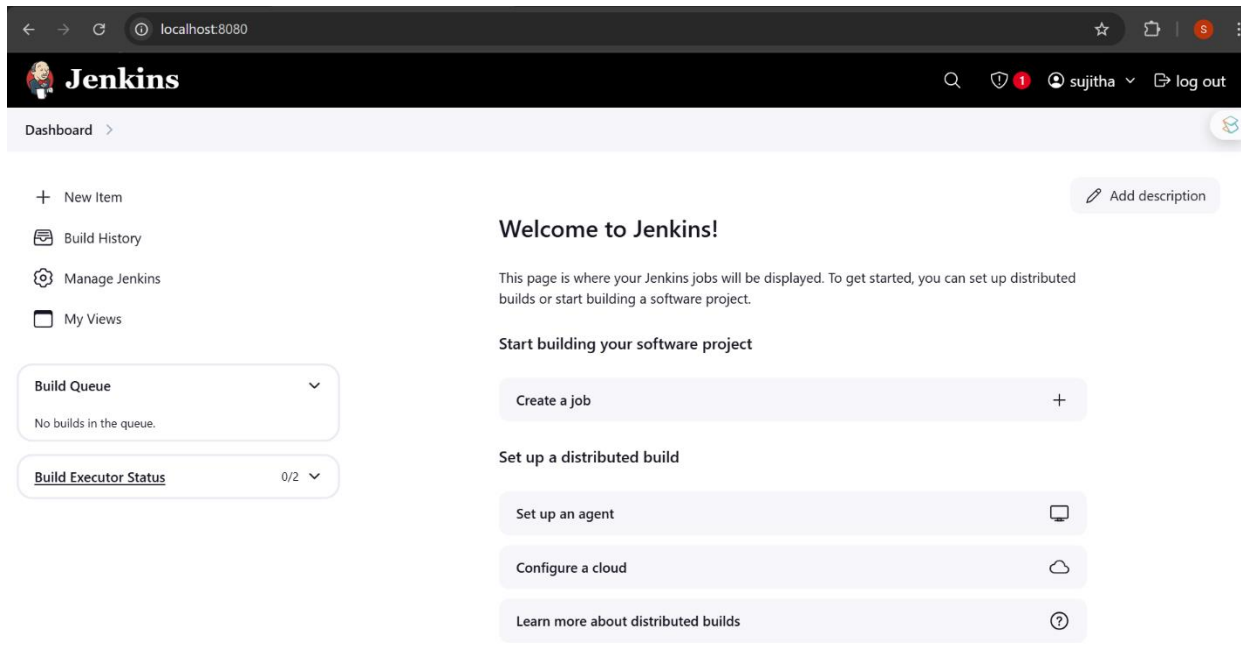 localhost:8080
S
Jenkins
1
sujitha
log out
Dashboard
New Item
Build History
Manage Jenkins
My Views
Build Queue
No builds in the queue.
Build Executor Status
0/2
Add description
Welcome to Jenkins!
This page is where your Jenkins jobs will be displayed. To get started, you can set up distributed
builds or start building a software project.
Start building your software project
Create a job
Set up a distributed build
Set up an agent
Configure a cloud
Learn more about distributed builds